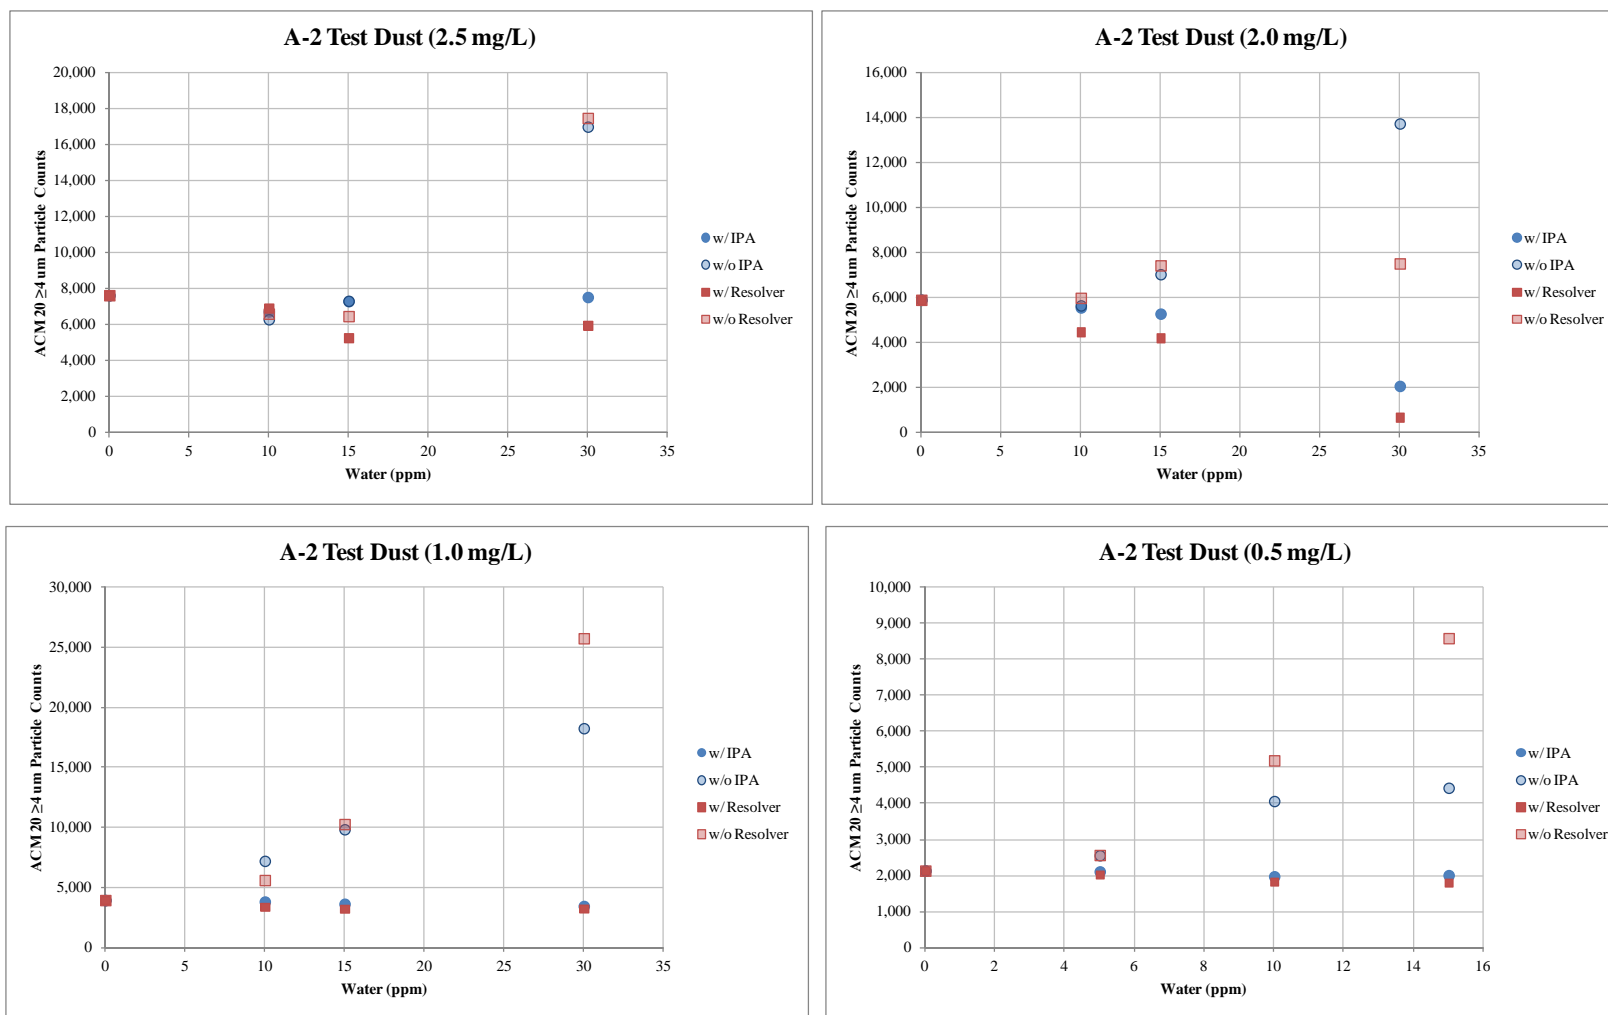 A-2 Test Dust (2.5 mg/L)
20,000
18,000
16,000
14,000
12,000
10,000
8,000
6,000
4,000
2,000
0
ACM 20 ≥4 um Particle Counts
0 5 10 15 20 25 30 35
Water (ppm)
w/ IPA
w/o IPA
w/ Resolver
w/o Resolver
A-2 Test Dust (2.0 mg/L)
16,000
14,000
12,000
10,000
8,000
6,000
4,000
2,000
0
ACM 20 ≥4 um Particle Counts
0 5 10 15 20 25 30 35
Water (ppm)
w/ IPA
w/o IPA
w/ Resolver
w/o Resolver
A-2 Test Dust (1.0 mg/L)
30,000
25,000
20,000
15,000
10,000
5,000
0
ACM 20 ≥4 um Particle Counts
0 5 10 15 20 25 30 35
Water (ppm)
w/ IPA
w/o IPA
w/ Resolver
w/o Resolver
A-2 Test Dust (0.5 mg/L)
10,000
9,000
8,000
7,000
6,000
5,000
4,000
3,000
2,000
1,000
0
ACM 20 ≥4 um Particle Counts
0 2 4 6 8 10 12 14 16
Water (ppm)
w/ IPA
w/o IPA
w/ Resolver
w/o Resolver